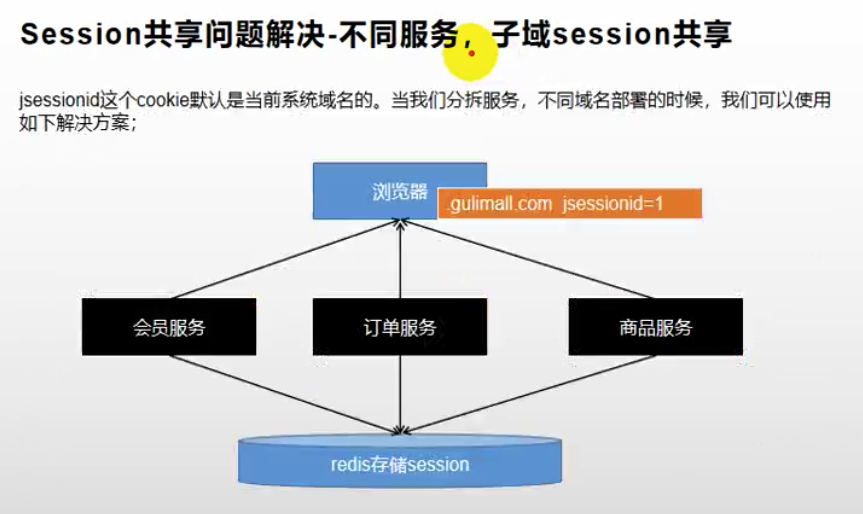 Session共享问题解决-不同服务，子域session共享
jsessionid这个cookie默认是当前系统域名的。当我们分拆服务，不同域名部署的时候，我们可以使用
如下解决方案；
浏览器
.gulimall.com jsessionid=1
会员服务
订单服务
商品服务
redis存储session